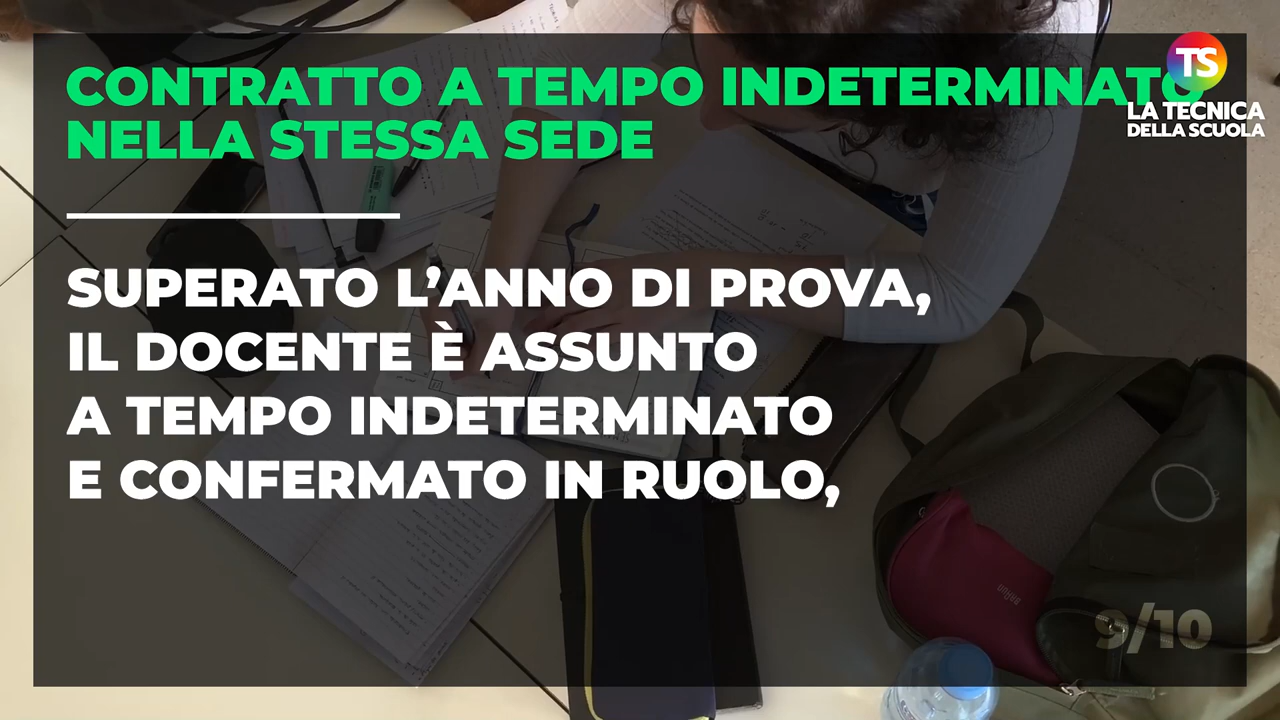 CONTRATTO A TEMPO INDETERMINATO
NELLA STESSA SEDE
TS
LA TECNICA
DELLA SCUOLA
SUPERATO L’ANNO DI PROVA,
IL DOCENTE È ASSUNTO
A TEMPO INDETERMINATO
E CONFERMATO IN RUOLO,
BRAUN
9/10